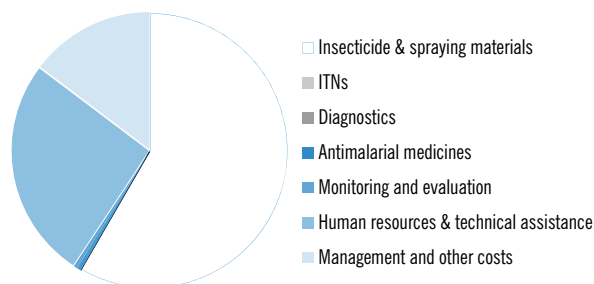 Insecticide & spraying materials
ITNs
Diagnostics
Antimalarial medicines
Monitoring and evaluation
Human resources & technical assistance
Management and other costs